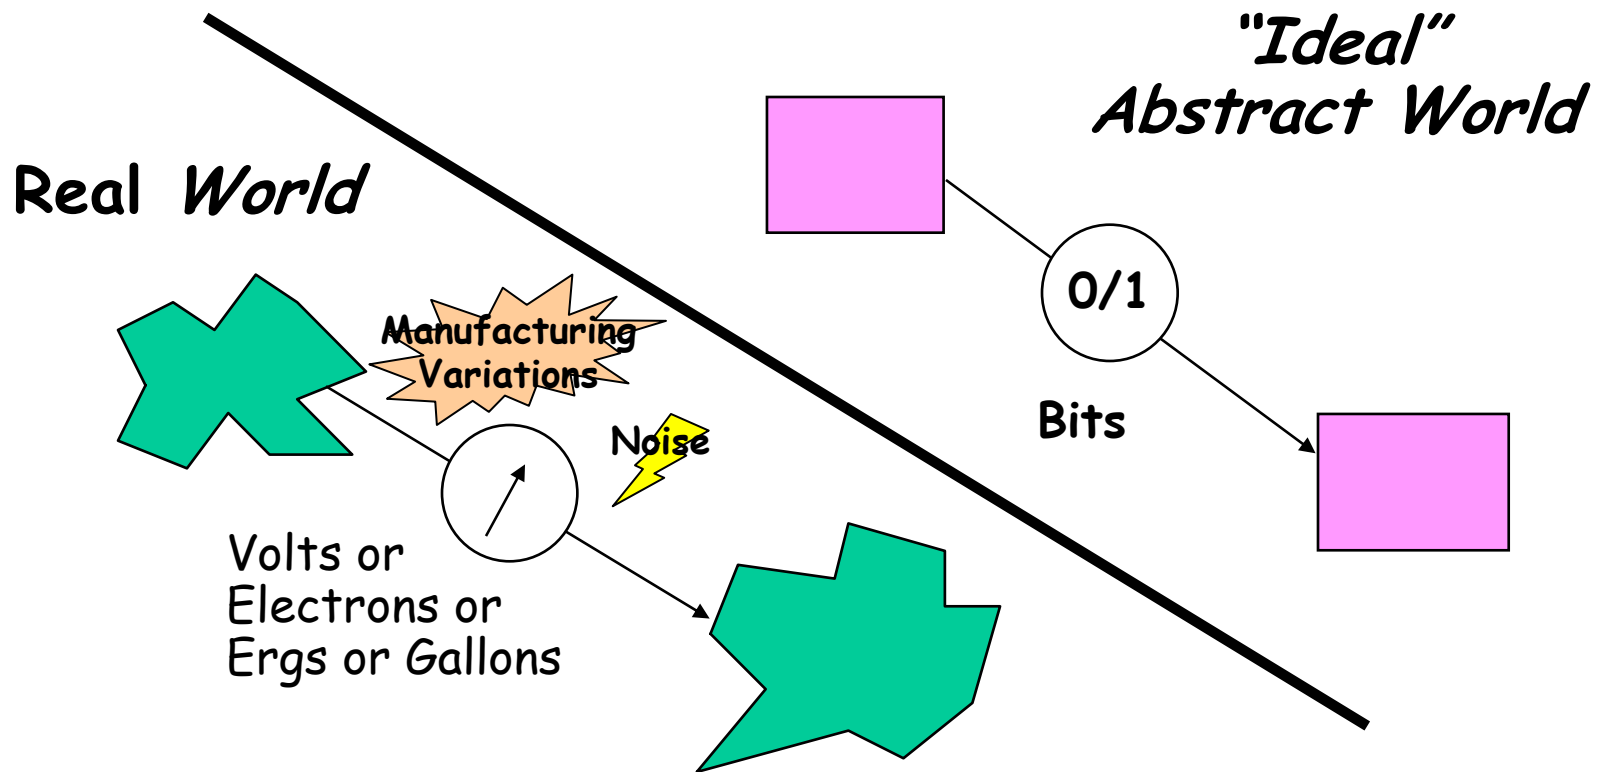 “Ideal”
Abstract World
Real World
0/1
Manufacturing
Variations
Bits
Noise
Volts or
Electrons or
Ergs or Gallons